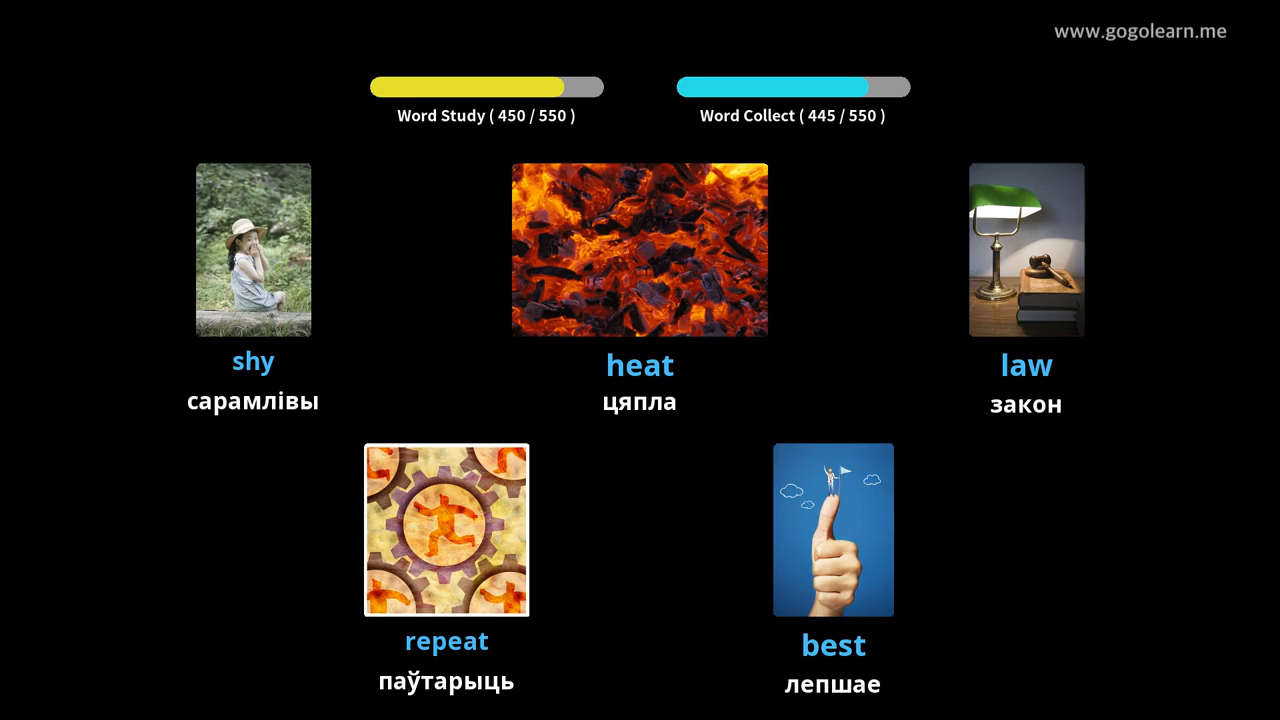 www.gogolearn.me
Word Study ( 450 / 550 )
Word Collect ( 445 / 550 )
shy
сарамлівы
heat
цяпла
law
закон
repeat
паўтарыць
best
лепшае